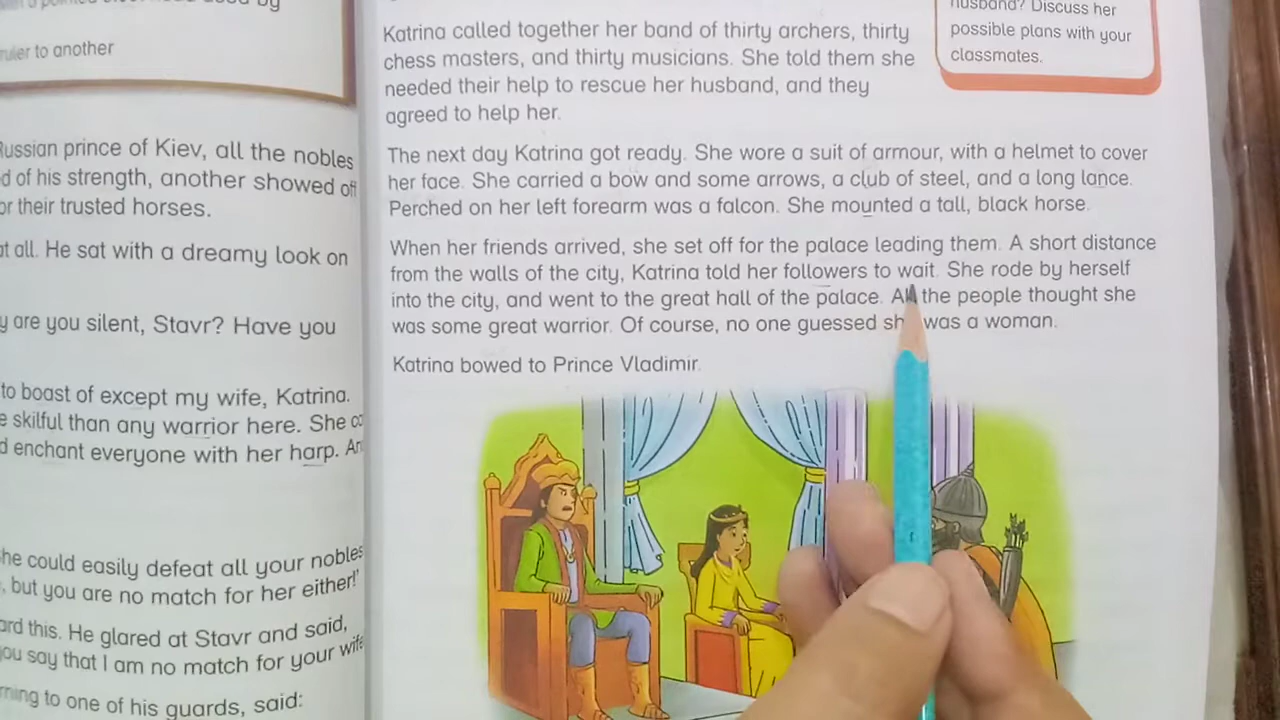 ruler to another
Russian prince of Kiev, all the nobles
d of his strength, another showed off
or their trusted horses.
at all. He sat with a dreamy look on
y are you silent, Stavr? Have you
to boast of except my wife, Katrina.
e skilful than any warrior here. She
d enchant everyone with her harp.
he could easily defeat all your nobles
, but you are no match for her either!'
ard this. He glared at Stavr and said,
you say that I am no match for your wife
rning to one of his guards, said:
Katrina called together her band of thirty archers, thirty
chess masters, and thirty musicians. She told them she
needed their help to rescue her husband, and they
agreed to help her.
husband? Discuss her
possible plans with your
classmates.
The next day Katrina got ready. She wore a suit of armour, with a helmet to cover
her face. She carried a bow and some arrows, a club of steel, and a long lance.
Perched on her left forearm was a falcon. She mounted a tall, black horse.
When her friends arrived, she set off for the palace leading them. A short distance
from the walls of the city, Katrina told her followers to wait. She rode by herself
into the city, and went to the great hall of the palace. All the people thought she
was some great warrior. Of course, no one guessed she was a woman.
Katrina bowed to Prince Vladimir.